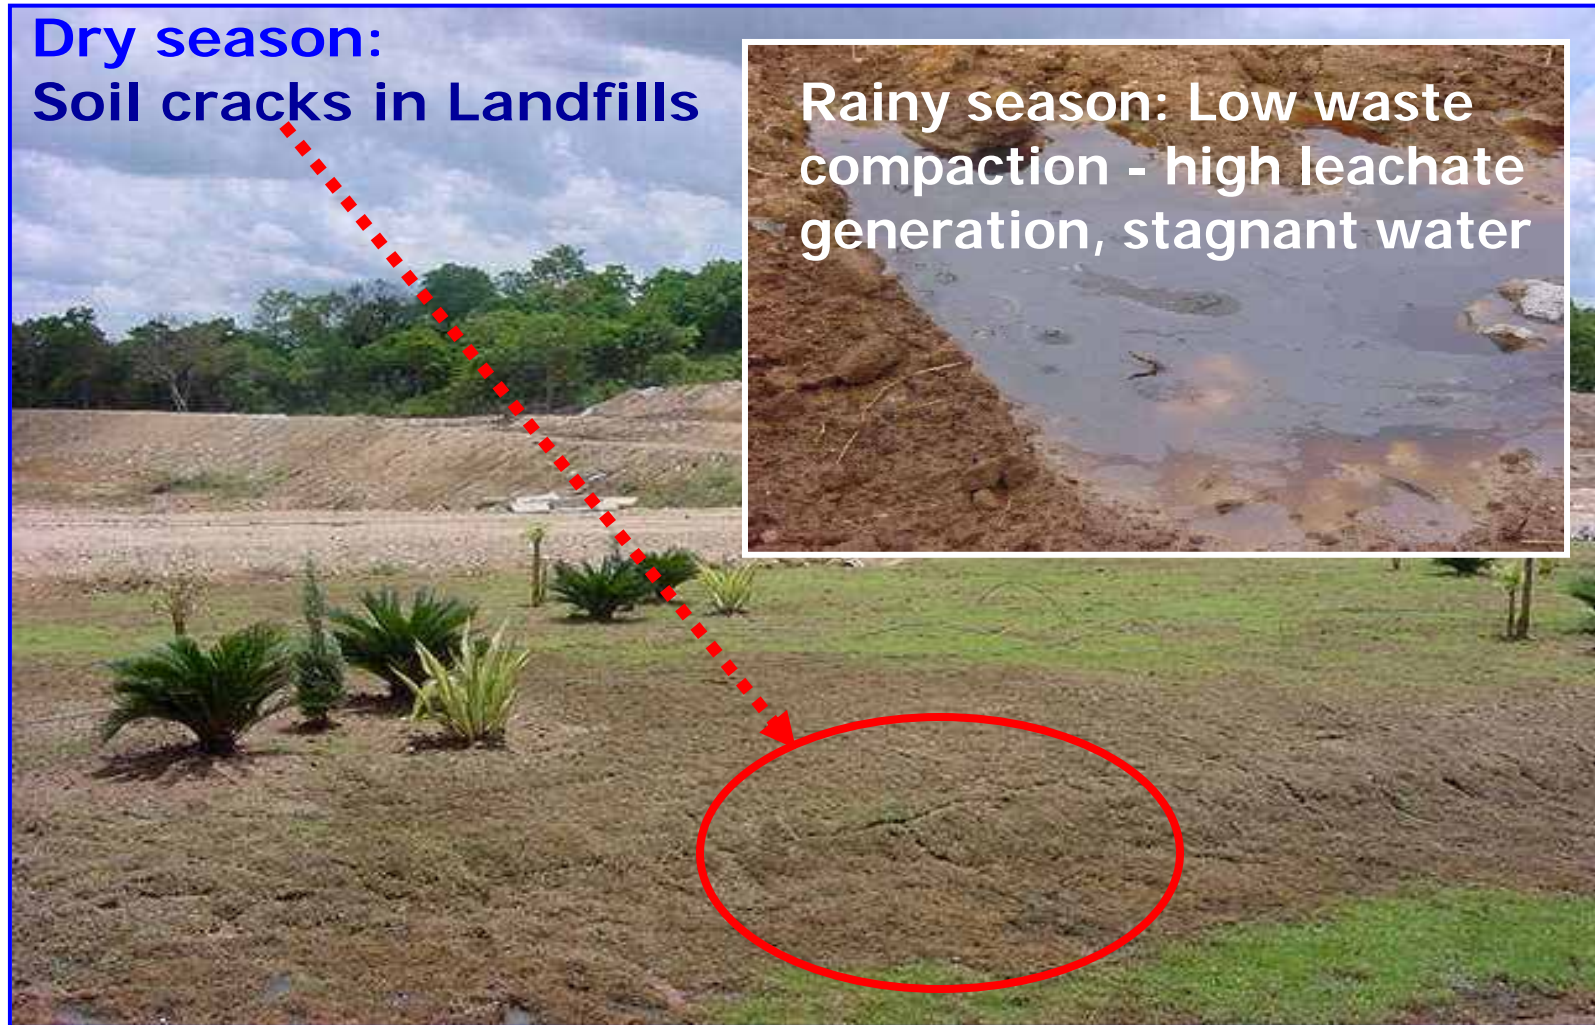 Dry season:
Soil cracks in Landfills
Rainy season: Low waste
compaction - high leachate
generation, stagnant water